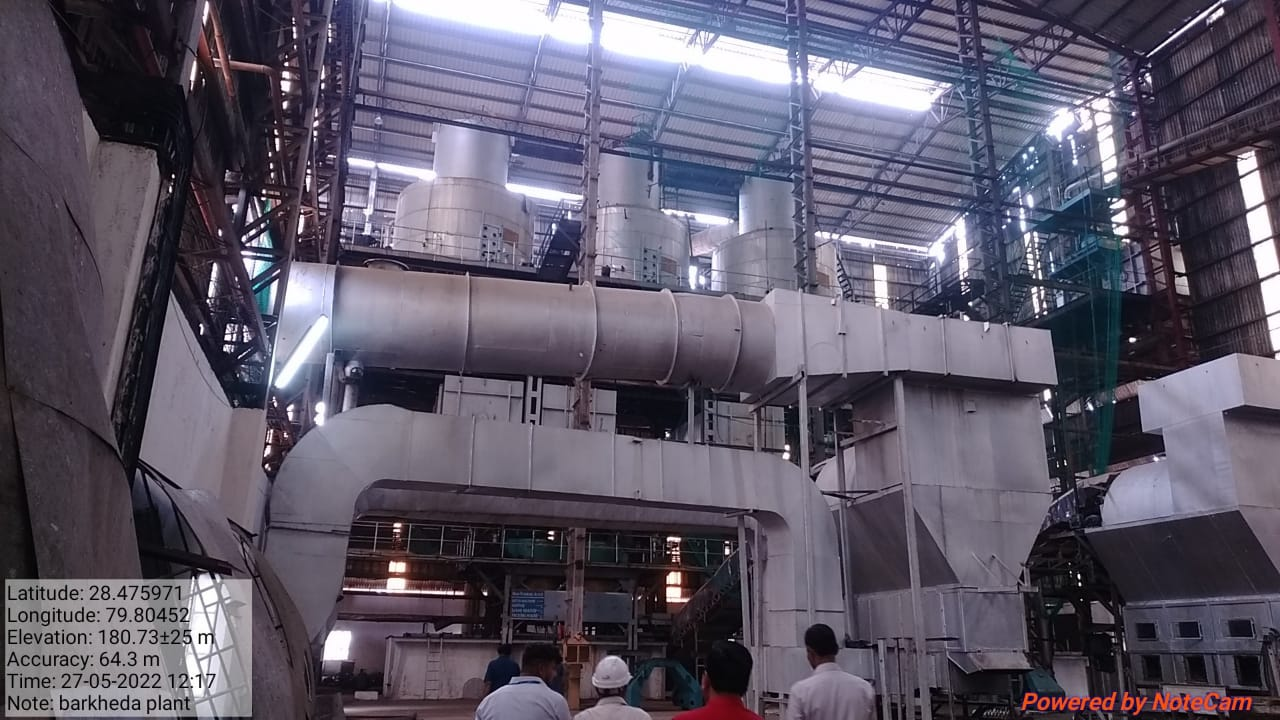 Latitude: 28.475971
Longitude: 79.80452
Elevation: 180.73±25 m
Accuracy: 64.3 m
Time: 27-05-2022 12:17
Note: barkheda plant
Powered by NoteCam